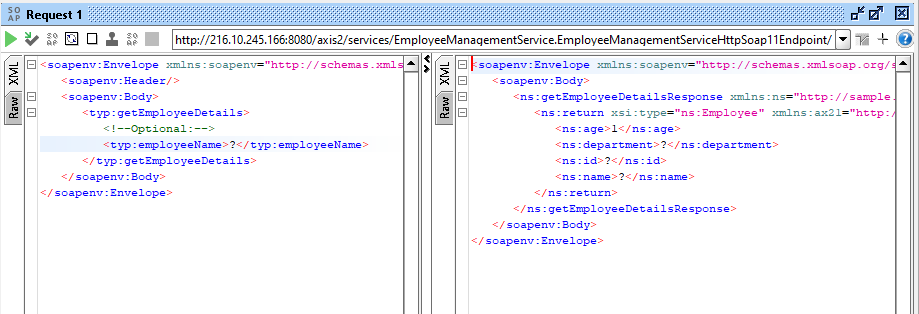 SO AP Request 1
SO AP http://216.10.245.166:8080/axis2/services/EmployeeManagementService.EmployeeManagementServiceHttpSoap11Endpoint/
XML
Raw
<soapenv:Envelope xmlns:soapenv="http://schemas.xmls
<soapenv:Header/>
<soapenv:Body>
<typ:getEmployeeDetails>
<!--Optional:-->
<typ:employeeName>?</typ:employeeName>
</typ:getEmployeeDetails>
</soapenv:Body>
</soapenv:Envelope>
XML
Raw
<soapenv:Envelope xmlns:soapenv="http://schemas.xmlsoap.org/s
<soapenv:Body>
<ns:getEmployeeDetailsResponse xmlns:ns="http://sample.
<ns:return xsi:type="ns:Employee" xmlns:ax21="http:
<ns:age>1</ns:age>
<ns:department>?</ns:department>
<ns:id>?</ns:id>
<ns:name>?</ns:name>
</ns:return>
</ns:getEmployeeDetailsResponse>
</soapenv:Body>
</soapenv:Envelope>